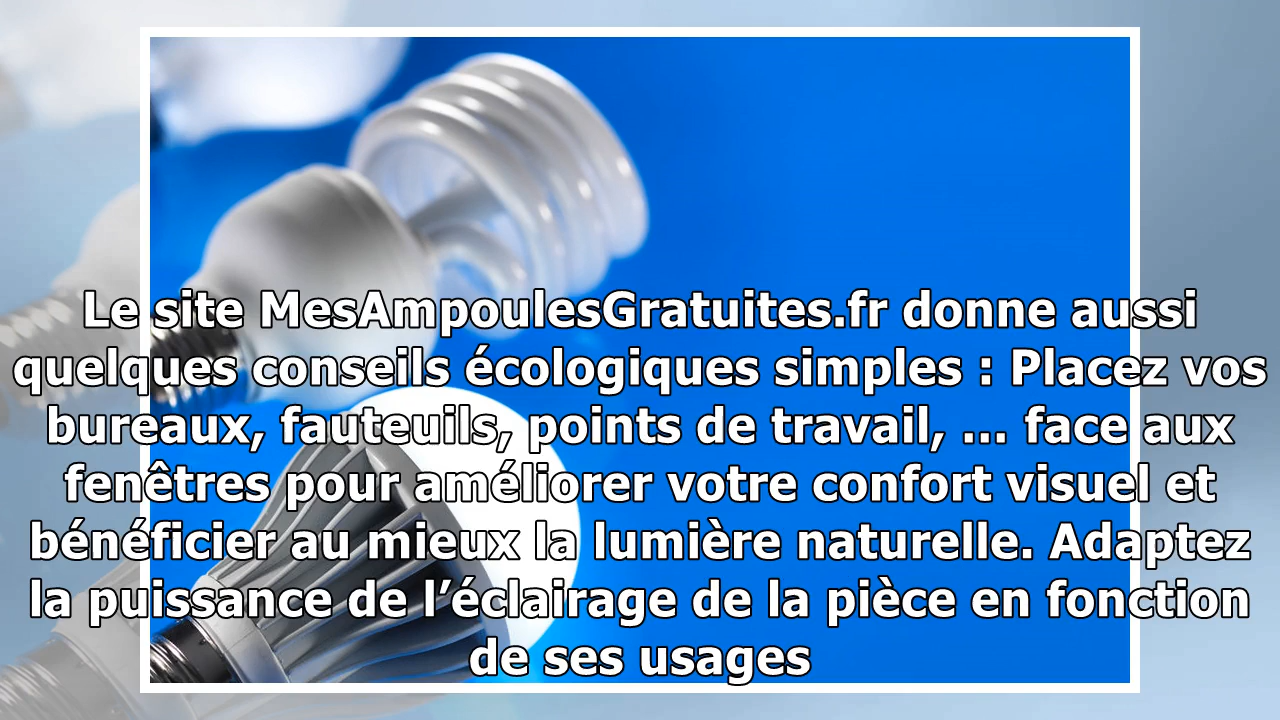 Le site MesAmpoulesGratuites.fr donne aussi
quelques conseils écologiques simples : Placez vos
bureaux, fauteuils, points de travail, ... face aux
fenêtres pour améliorer votre confort visuel et
bénéficier au mieux la lumière naturelle. Adaptez
la puissance de l’éclairage de la pièce en fonction
de ses usages